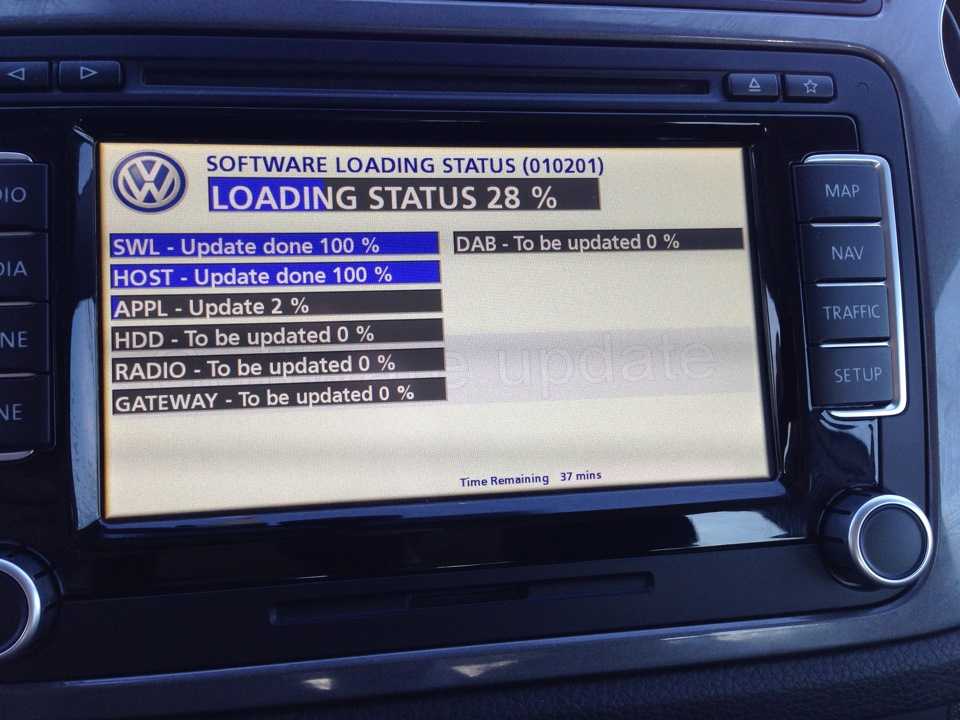 SOFTWARE LOADING STATUS (010201)
LOADING STATUS 28 %
SWL - Update done 100 %
HOST - Update done 100 %
APPL - Update 2 %
HDD - To be updated 0 %
RADIO - To be updated 0 %
GATEWAY - To be updated 0 %
DAB - To be updated 0 %
update
Time Remaining 37 mins
MAP
NAV
TRAFFIC
SETUP